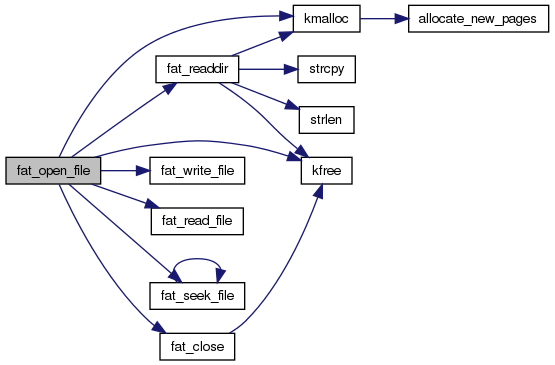 kmalloc
allocate_new_pages
fat_readdir
strcpy
strlen
fat_open_file
fat_write_file
kfree
fat_read_file
fat_seek_file
fat_close